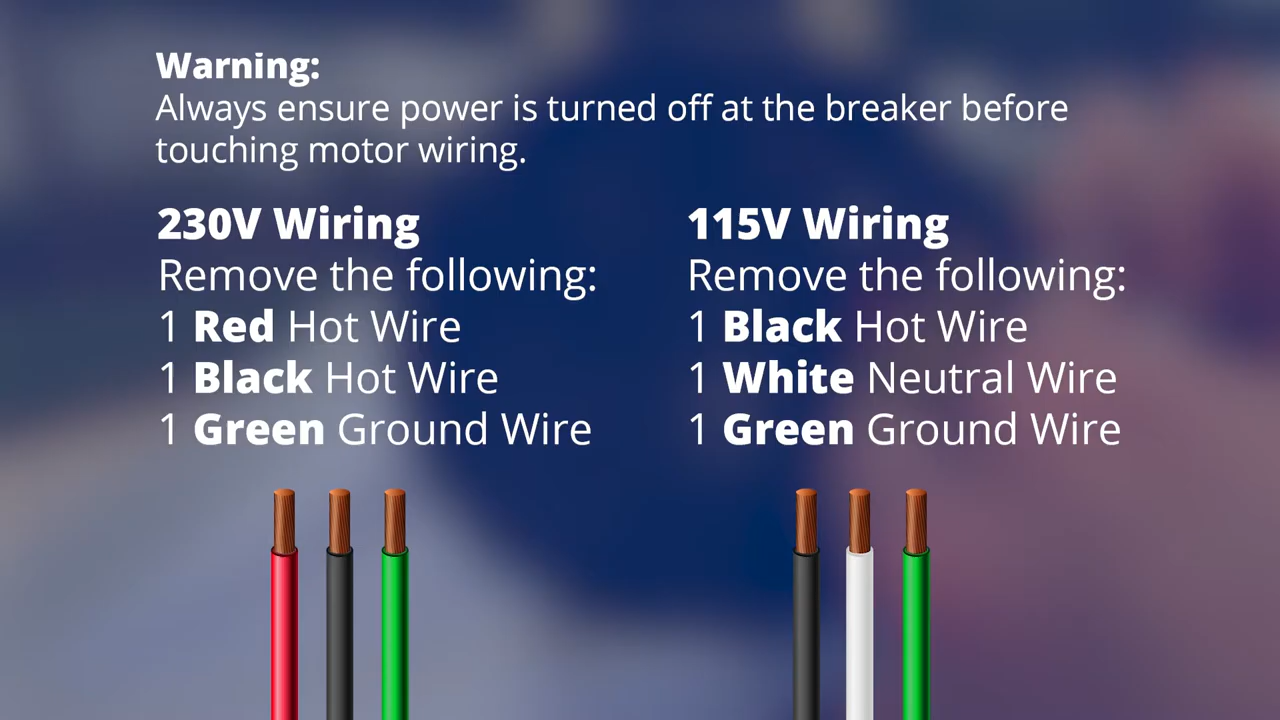 Warning:
Always ensure power is turned off at the breaker before
touching motor wiring.
230V Wiring
Remove the following:
1 Red Hot Wire
1 Black Hot Wire
1 Green Ground Wire
115V Wiring
Remove the following:
1 Black Hot Wire
1 White Neutral Wire
1 Green Ground Wire